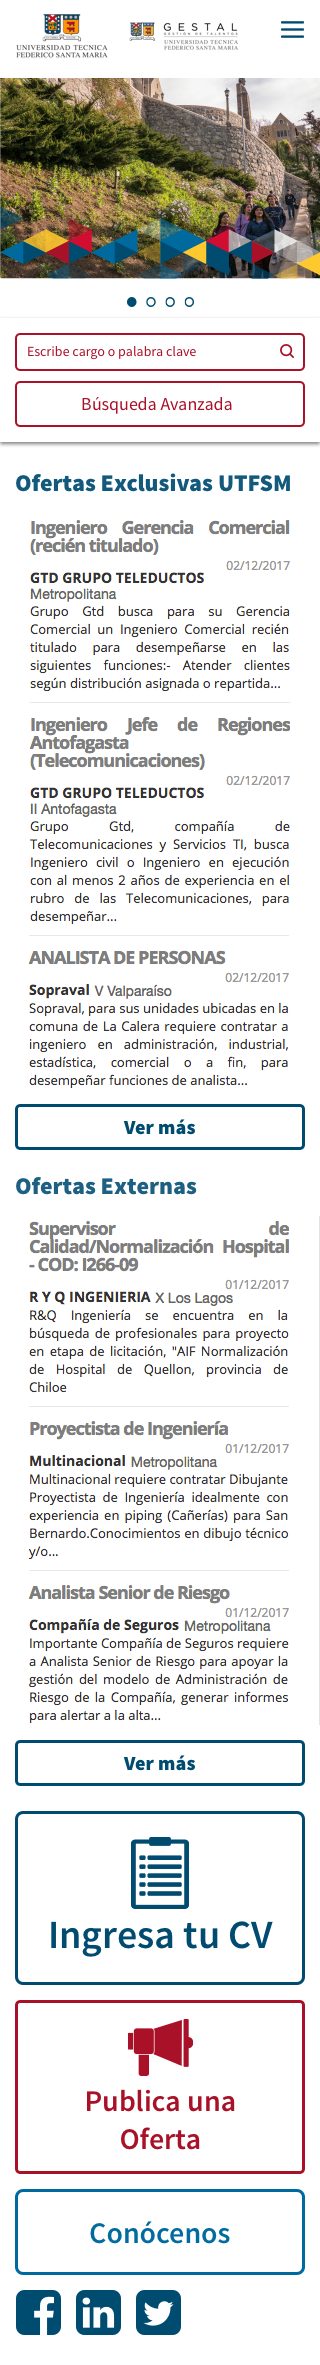 UNIVERSIDAD TECNICA
FEDERICO SANTA MARIA
GESTAL
GESTIÓN DE TALENTOS
UNIVERSIDAD TECNICA
FEDERICO SANTA MARIA
Escribe cargo o palabra clave
Búsqueda Avanzada
Ofertas Exclusivas UTFSM
Ingeniero Gerencia Comercial
(recién titulado)
02/12/2017
GTD GRUPO TELEDUCTOS
Metropolitana
Grupo Gtd busca para su Gerencia
Comercial un Ingeniero Comercial recién
titulado para desempeñarse en las
siguientes funciones:- Atender clientes
según distribución asignada o repartida...
Ingeniero Jefe de Regiones
Antofagasta
(Telecomunicaciones)
02/12/2017
GTD GRUPO TELEDUCTOS
II Antofagasta
Grupo Gtd, compañía de
Telecomunicaciones y Servicios TI, busca
Ingeniero civil o Ingeniero en ejecución
con al menos 2 años de experiencia en el
rubro de las Telecomunicaciones, para
desempeñar...
ANALISTA DE PERSONAS
02/12/2017
Sopraval V Valparaíso
Sopraval, para sus unidades ubicadas en la
comuna de La Calera requiere contratar a
ingeniero en administración, industrial,
estadística, comercial o a fin, para
desempeñar funciones de analista...
Ver más
Ofertas Externas
Supervisor de
Calidad/Normalización Hospital
- COD: I266-09
01/12/2017
R Y Q INGENIERIA X Los Lagos
R&Q Ingeniería se encuentra en la
búsqueda de profesionales para proyecto
en etapa de licitación, "AIF Normalización
de Hospital de Quellon, provincia de
Chiloe
Proyectista de Ingeniería
01/12/2017
Multinacional Metropolitana
Multinacional requiere contratar Dibujante
Proyectista de Ingeniería idealmente con
experiencia en piping (Cañerías) para San
Bernardo.Conocimientos en dibujo técnico
y/o...
Analista Senior de Riesgo
01/12/2017
Compañía de Seguros Metropolitana
Importante Compañía de Seguros requiere
a Analista Senior de Riesgo para apoyar la
gestión del modelo de Administración de
Riesgo de la Compañía, generar informes
para alertar a la alta...
Ver más
Ingresa tu CV
Publica una
Oferta
Conócenos